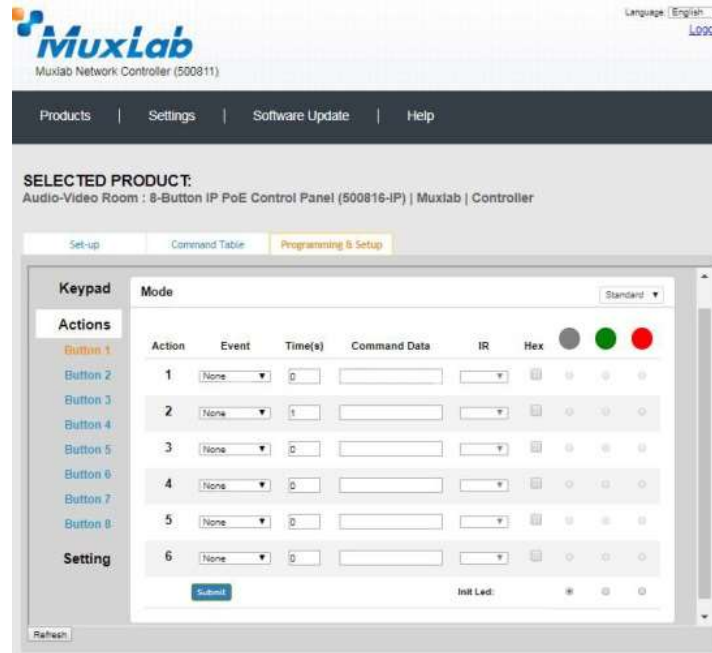 Language: English
Logo
MuxLab
Muxlab Network Controller (500811)
Products | Settings | Software Update | Help
SELECTED PRODUCT:
Audio-Video Room : 8-Button IP PoE Control Panel (500816-IP) | Muxlab | Controller
Set-up Command Table Programming & Setup
Keypad
Actions
Button 1
Button 2
Button 3
Button 4
Button 5
Button 6
Button 7
Button 8
Setting
Mode Standard
Action Event Time(s) Command Data IR Hex
1 None 0
2 None 1
3 None 0
4 None 0
5 None 0
6 None 0
Submit Init Led:
Refresh